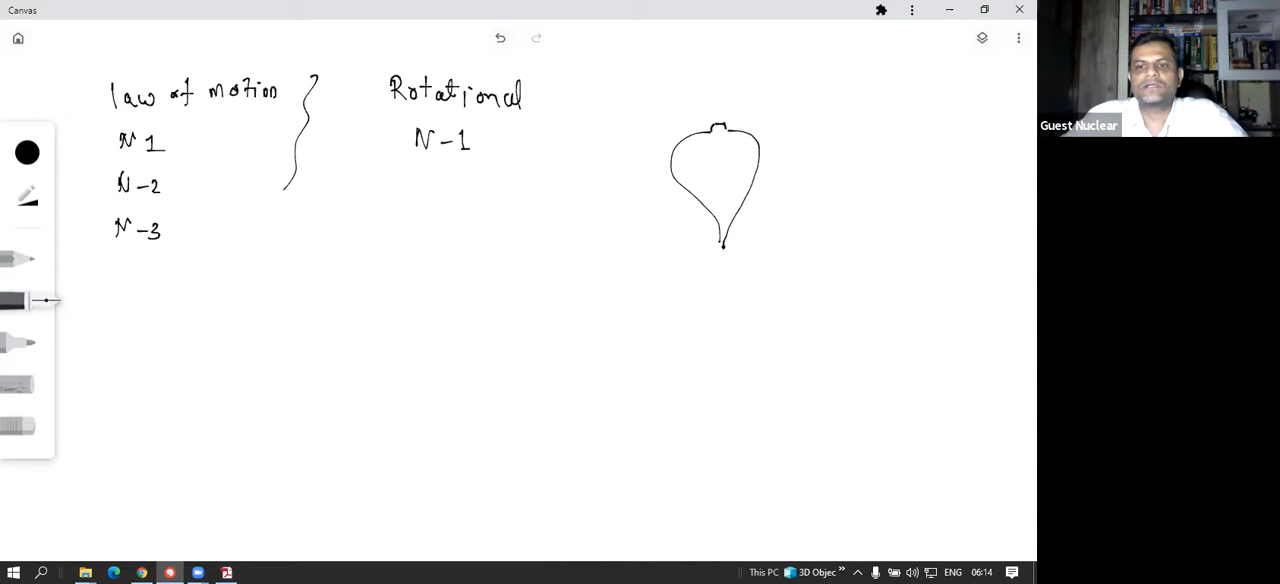 Canvas
law of motion
N 1
N-2
N-3
Rotational
N-1
Guest Nuclear
This PC
3D Objec
ENG
06:14